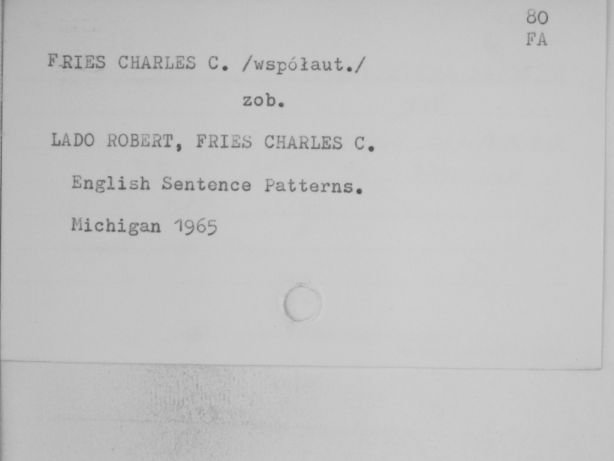 80
FA
FRIES CHARLES C. /współaut./
zob.
LADO ROBERT, FRIES CHARLES C.
English Sentence Patterns.
Michigan 1965